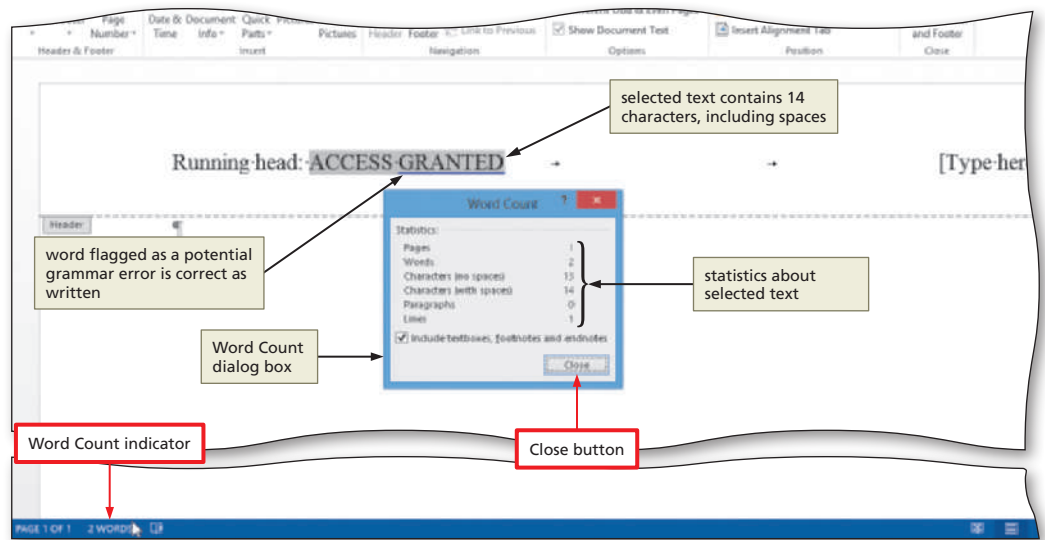 Page Date & Document Quick
Number Time Info Parts Pictures Header Footer Link to Previous Show Document Text Insert Alignment Tab and Footer
Header & Footer Insert Navigation Options Position Close
selected text contains 14
characters, including spaces
Running·head:·ACCESS·GRANTED → → [Type·her
Header ¶
word flagged as a potential
grammar error is correct as
written
Word Count ?
Statistics:
Pages 1
Words 2
Characters (no spaces) 13
Characters (with spaces) 14
Paragraphs 0
Lines 1
Include textboxes, footnotes and endnotes
Close
statistics about
selected text
Word Count
dialog box
Word Count indicator
Close button
PAGE 1 OF 1 2 WORDS